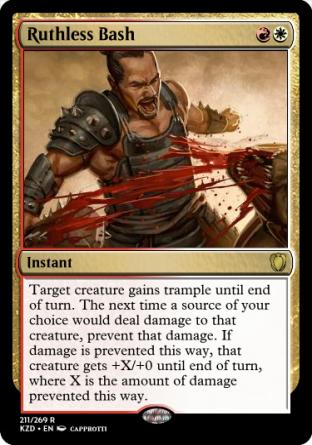 Ruthless Bash
Instant
Target creature gains trample until end
of turn. The next time a source of your
choice would deal damage to that
creature, prevent that damage. If
damage is prevented this way, that
creature gets +X/+0 until end of turn,
where X is the amount of damage
prevented this way.
211/269 R
KZD • EN CAPPROTTI